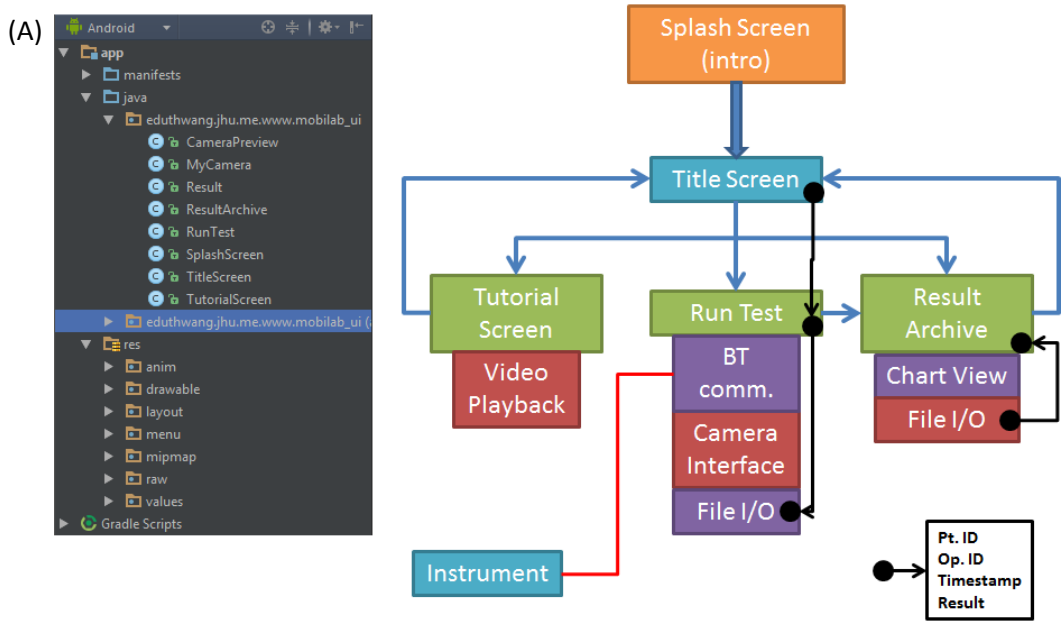 (A)
Android
app
manifests
java
eduthwang.jhu.me.www.mobilab_ui
CameraPreview
MyCamera
Result
ResultArchive
RunTest
SplashScreen
TitleScreen
TutorialScreen
eduthwang.jhu.me.www.mobilab_ui (
res
anim
drawable
layout
menu
mipmap
raw
values
Gradle Scripts
Splash Screen
(intro)
Title Screen
Tutorial
Screen
Video
Playback
Run Test
BT
comm.
Camera
Interface
File I/O
Result
Archive
Chart View
File I/O
Instrument
Pt. ID
Op. ID
Timestamp
Result